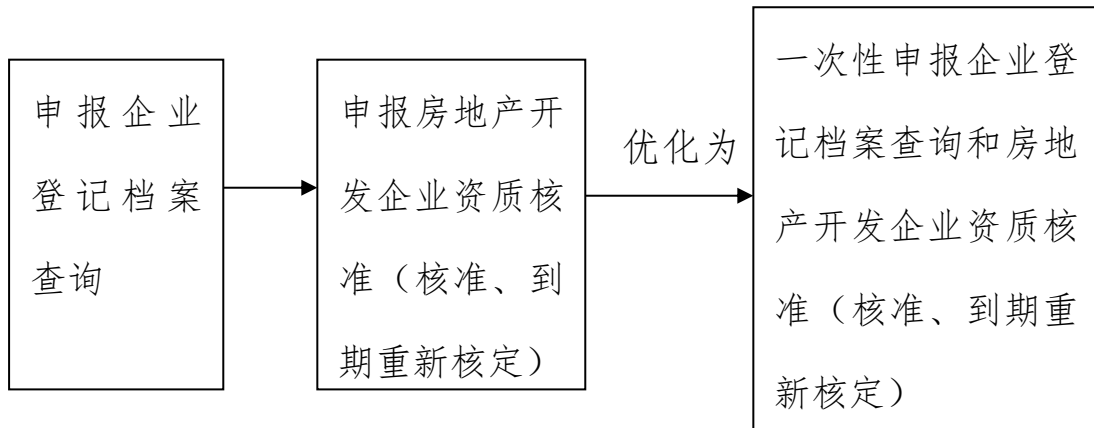 申报企业
登记档案
查询
申报房地产开
发企业资质核
准（核准、到
期重新核定）
优化为
一次性申报企业登
记档案查询和房地
产开发企业资质核
准（核准、到期重
新核定）